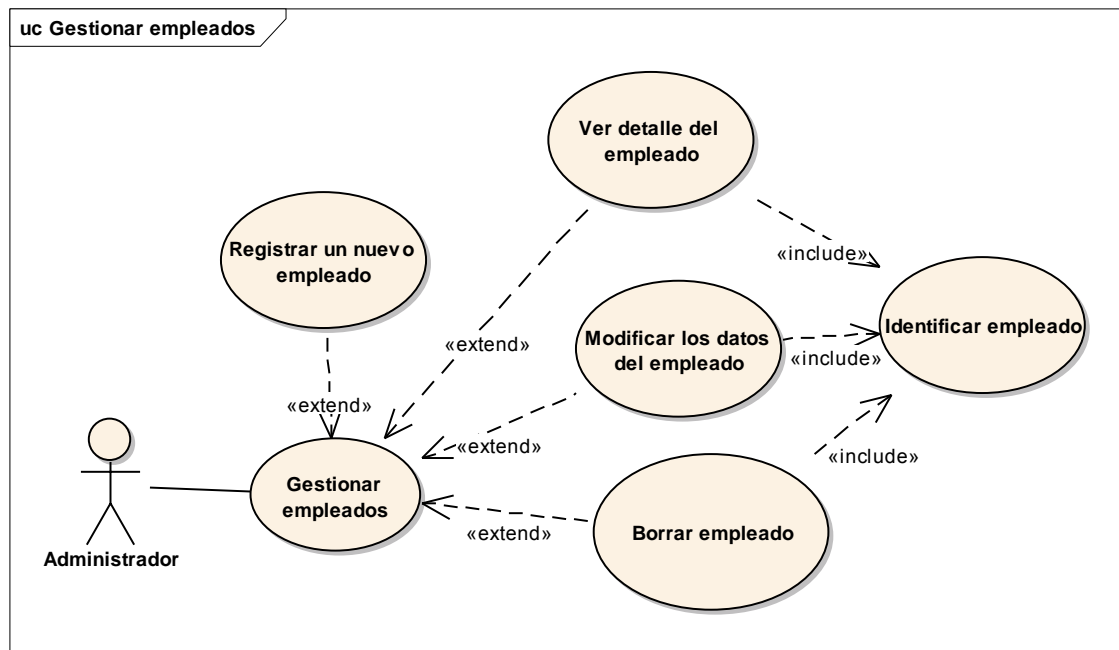 uc Gestionar empleados
Ver detalle del
empleado
Registrar un nuevo
empleado
«include»
Identificar empleado
«extend»
Modificar los datos
del empleado
«include»
«extend»
«extend»
«include»
Gestionar
empleados
«extend»
Borrar empleado
Administrador